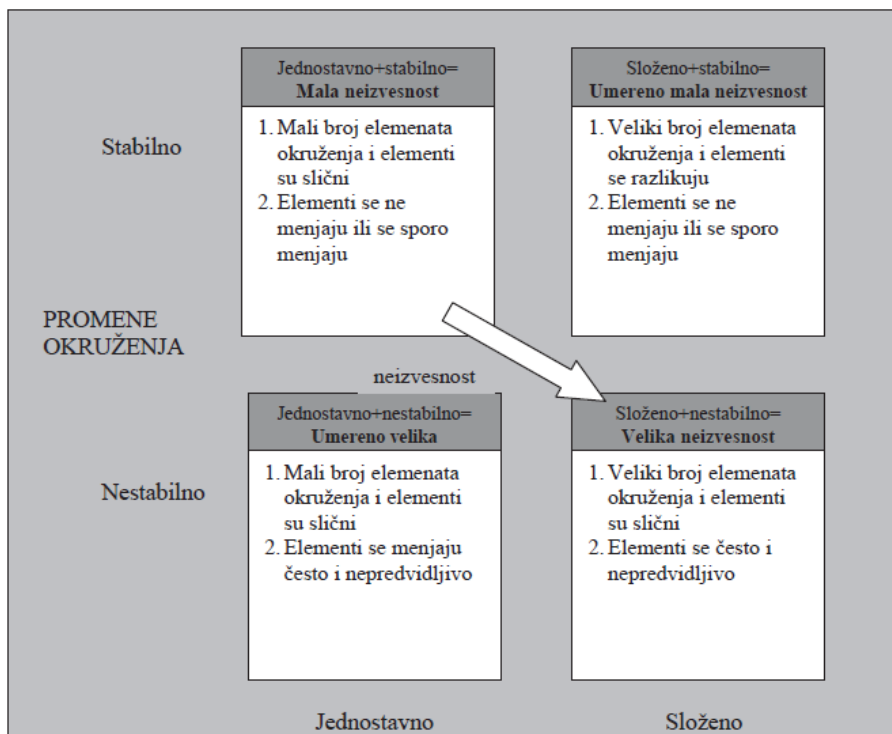 Jednostavno+stabilno=
Mala neizvesnost
1. Mali broj elemenata
okruženja i elementi
su slični
2. Elementi se ne
menjaju ili se sporo
menjaju
Složeno+stabilno=
Umereno mala neizvesnost
1. Veliki broj elemenata
okruženja i elementi
se razlikuju
2. Elementi se ne
menjaju ili se sporo
menjaju
Stabilno
PROMENE
OKRUŽENJA
neizvesnost
Jednostavno+nestabilno=
Umereno velika
1. Mali broj elemenata
okruženja i elementi
su slični
2. Elementi se menjaju
često i nepredvidljivo
Složeno+nestabilno=
Velika neizvesnost
1. Veliki broj elemenata
okruženja i elementi
su slični
2. Elementi se često i
nepredvidljivo
Nestabilno
Jednostavno
Složeno